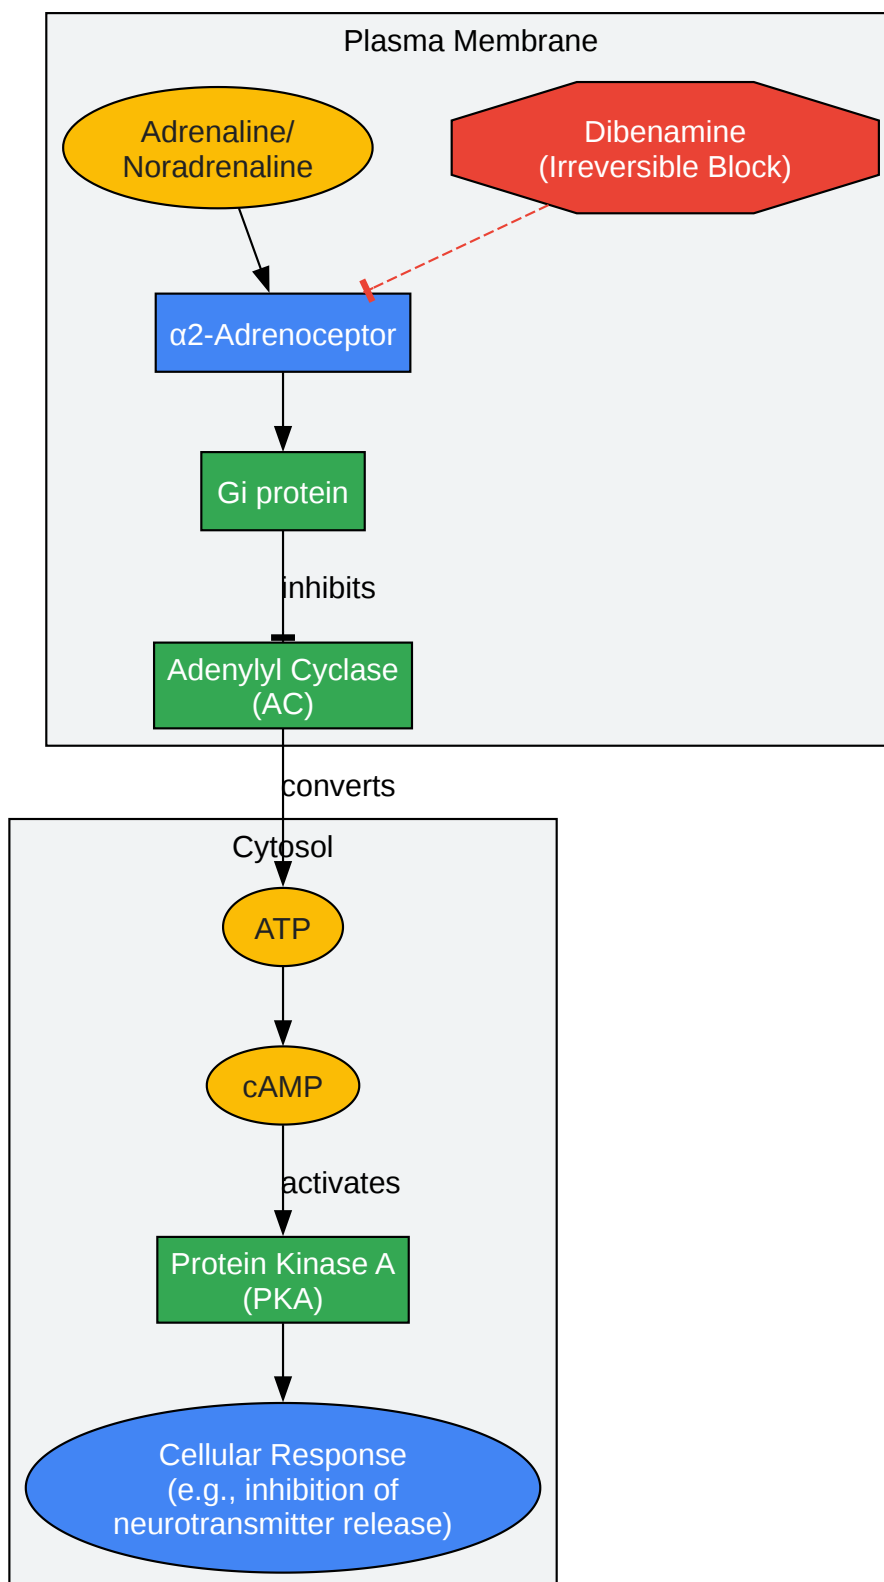 Plasma Membrane
Adrenaline/
Noradrenaline
Dibenamine
(Irreversible Block)
α2-Adrenoceptor
Gi protein
inhibits
Adenylyl Cyclase
(AC)
converts
Cytosol
ATP
cAMP
activates
Protein Kinase A
(PKA)
Cellular Response
(e.g., inhibition of
neurotransmitter release)